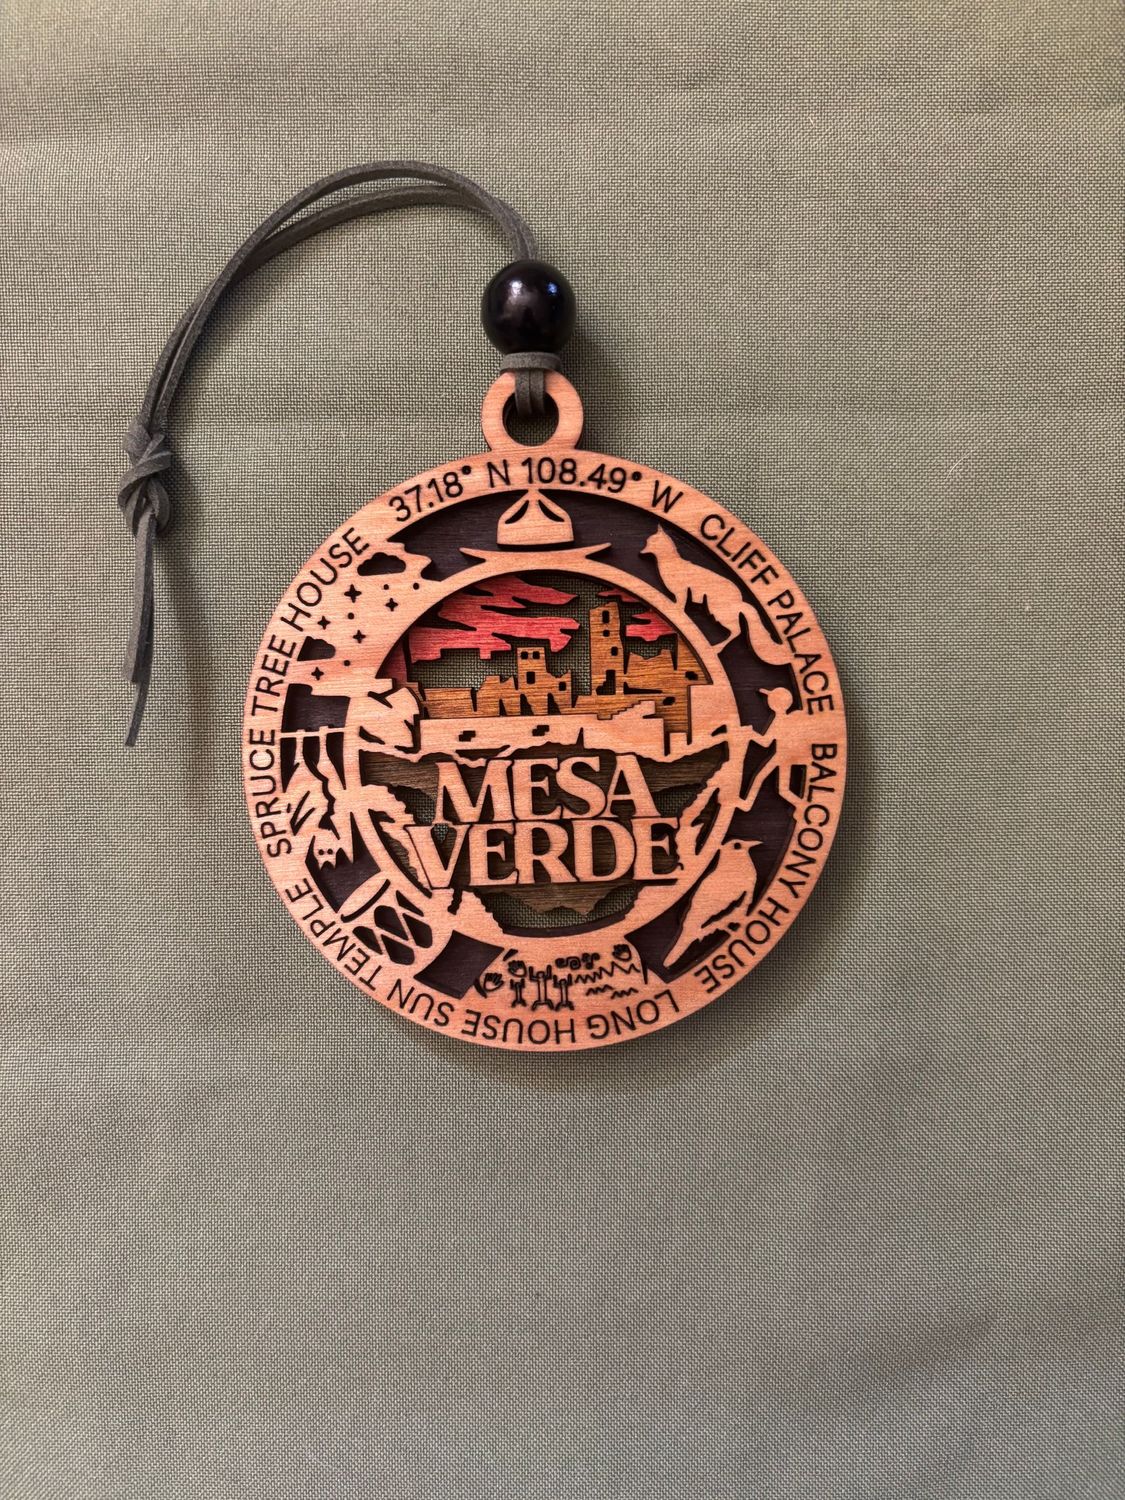 37.18° N 108.49° W
CLIFF PALACE
BALCONY HOUSE
LONG HOUSE
SUN TEMPLE
SPRUCE TREE HOUSE
MESA
VERDE